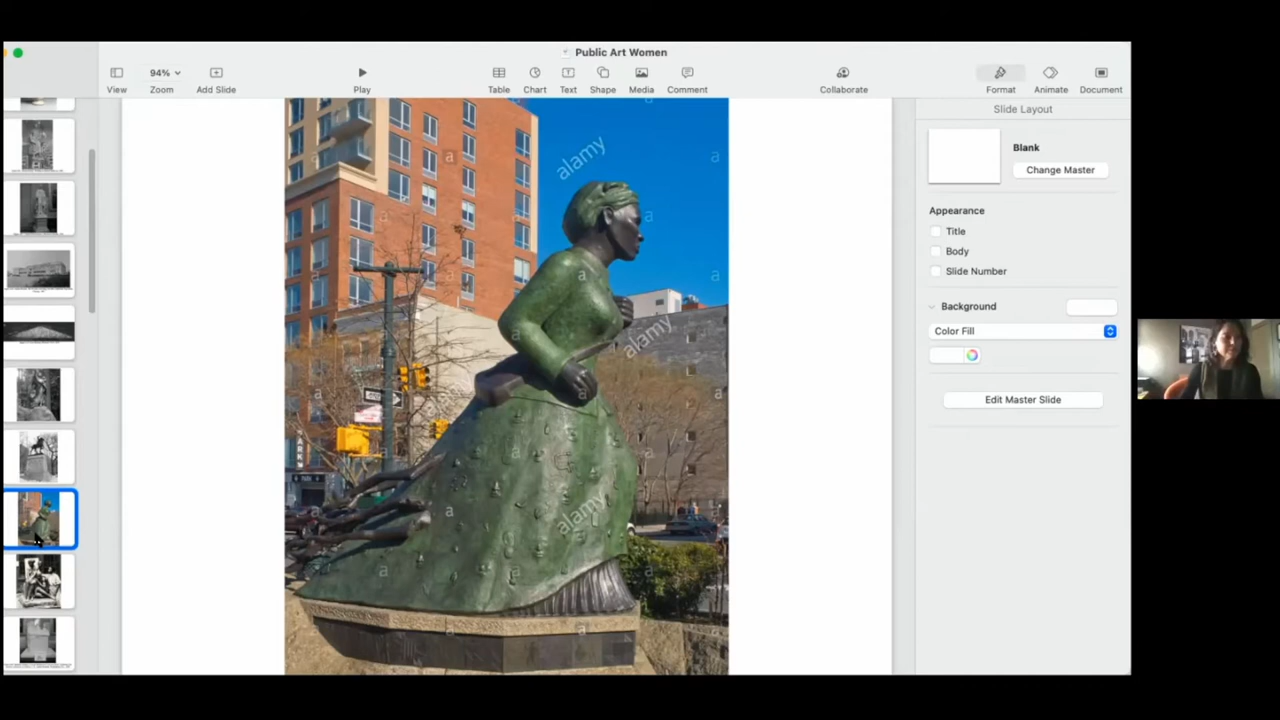 Public Art Women
94%
View
Zoom
Add Slide
Play
Table
Chart
Text
Shape
Media
Comment
Collaborate
Format
Animate
Document
Slide Layout
Blank
Change Master
Appearance
Title
Body
Slide Number
Background
Color Fill
Edit Master Slide
alamy
alamy
alamy
a
a
a
a
a
a
a
a
a
a
a
a